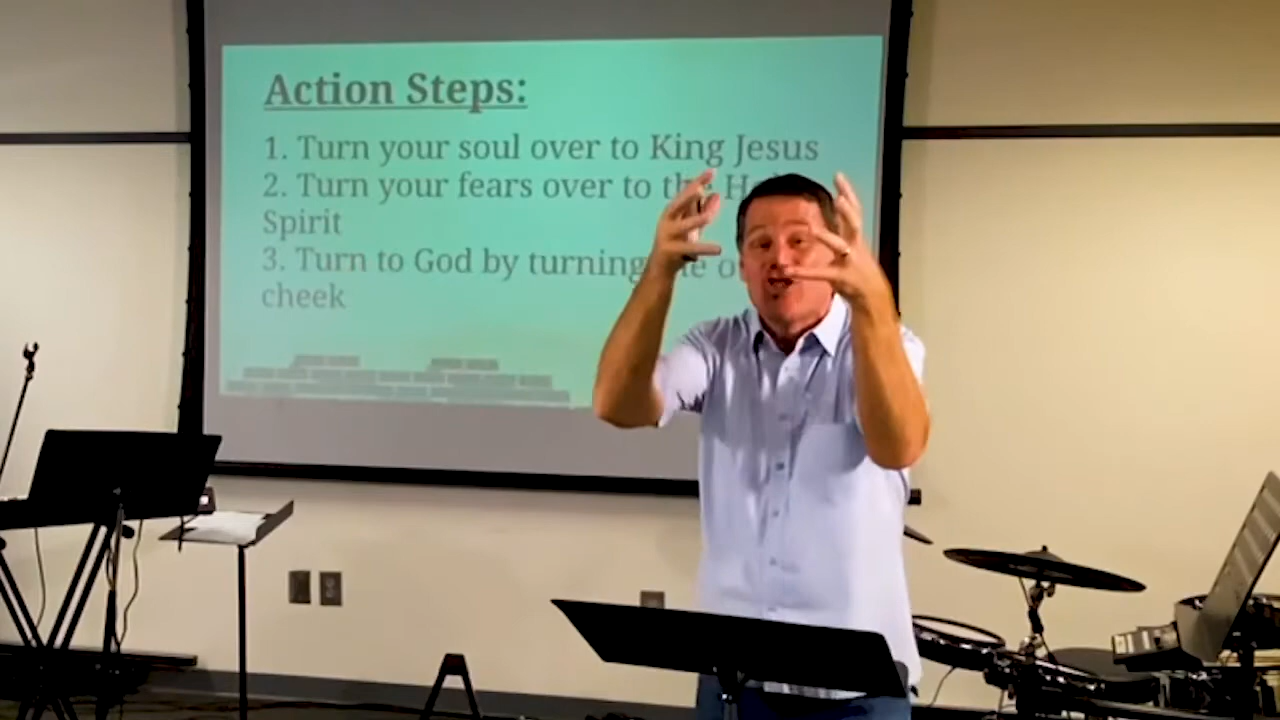 Action Steps:
1. Turn your soul over to King Jesus
2. Turn your fears over to the
Spirit
3. Turn to God by turning
cheek